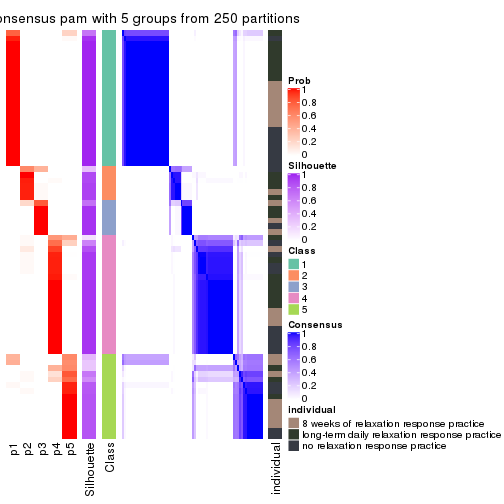 onsensus pam with 5 groups from 250 partitions
Prob
1
0.8
0.6
0.4
0.2
0
Silhouette
1
0.8
0.6
0.4
0.2
0
Class
1
2
3
4
5
Consensus
1
0.8
0.6
0.4
0.2
0
individual
8 weeks of relaxation response practice
long-term daily relaxation response practice
no relaxation response practice
p1
p2
p3
p4
p5
Silhouette
Class
individual